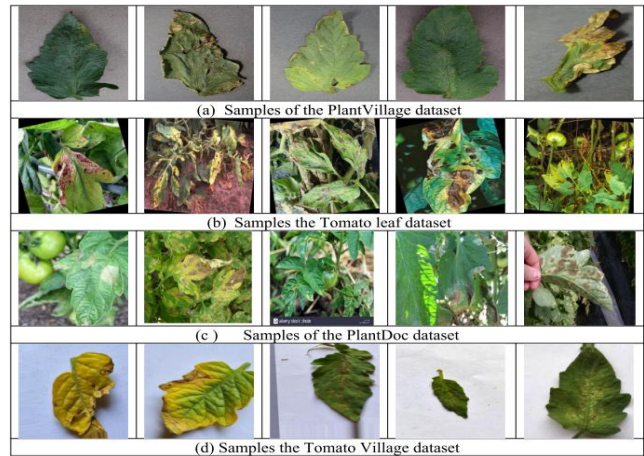 (a) Samples of the PlantVillage dataset
(b) Samples the Tomato leaf dataset
(c ) Samples of the PlantDoc dataset
(d) Samples the Tomato Village dataset